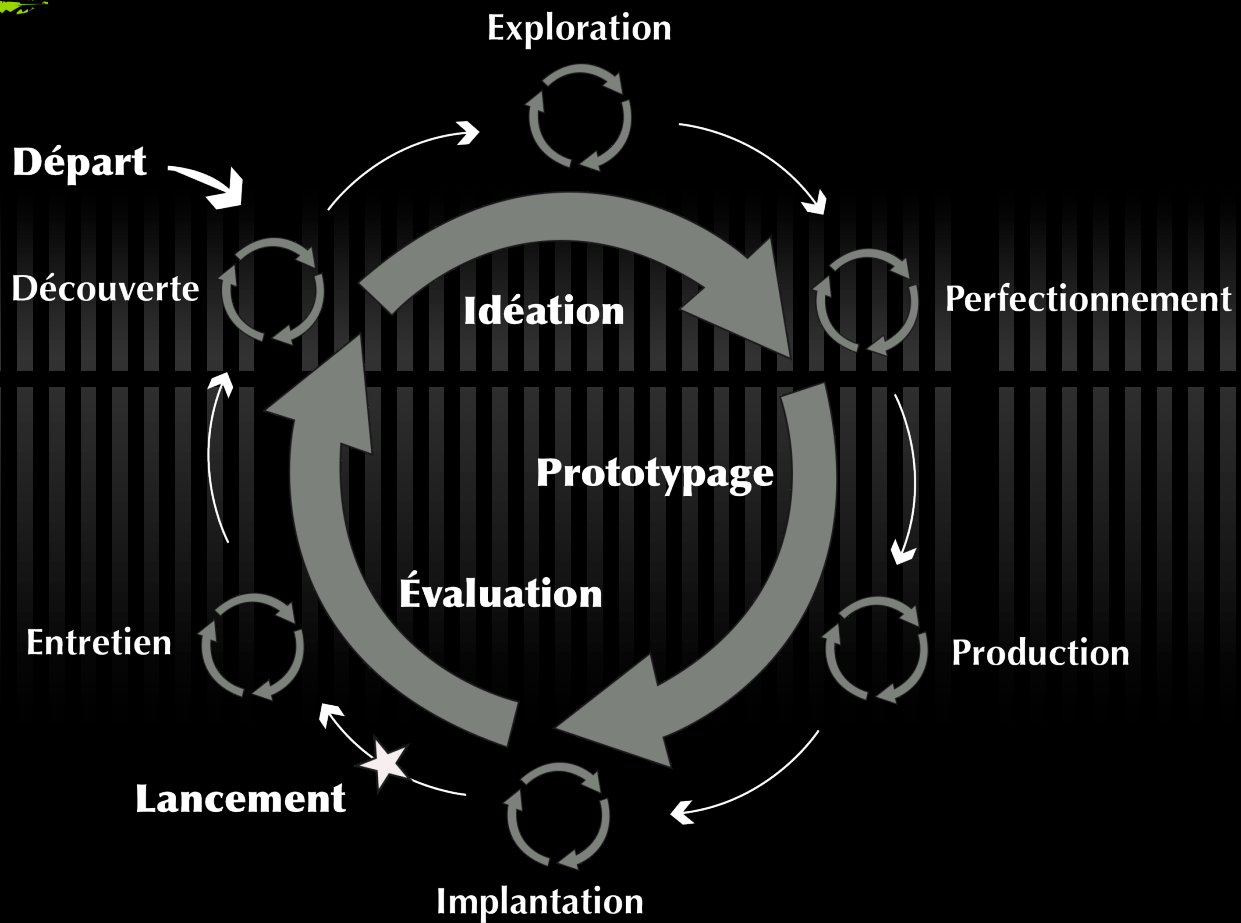 Exploration
Départ
Découverte
Perfectionnement
Idéation
Prototypage
Évaluation
Entretien
Production
Lancement
Implantation